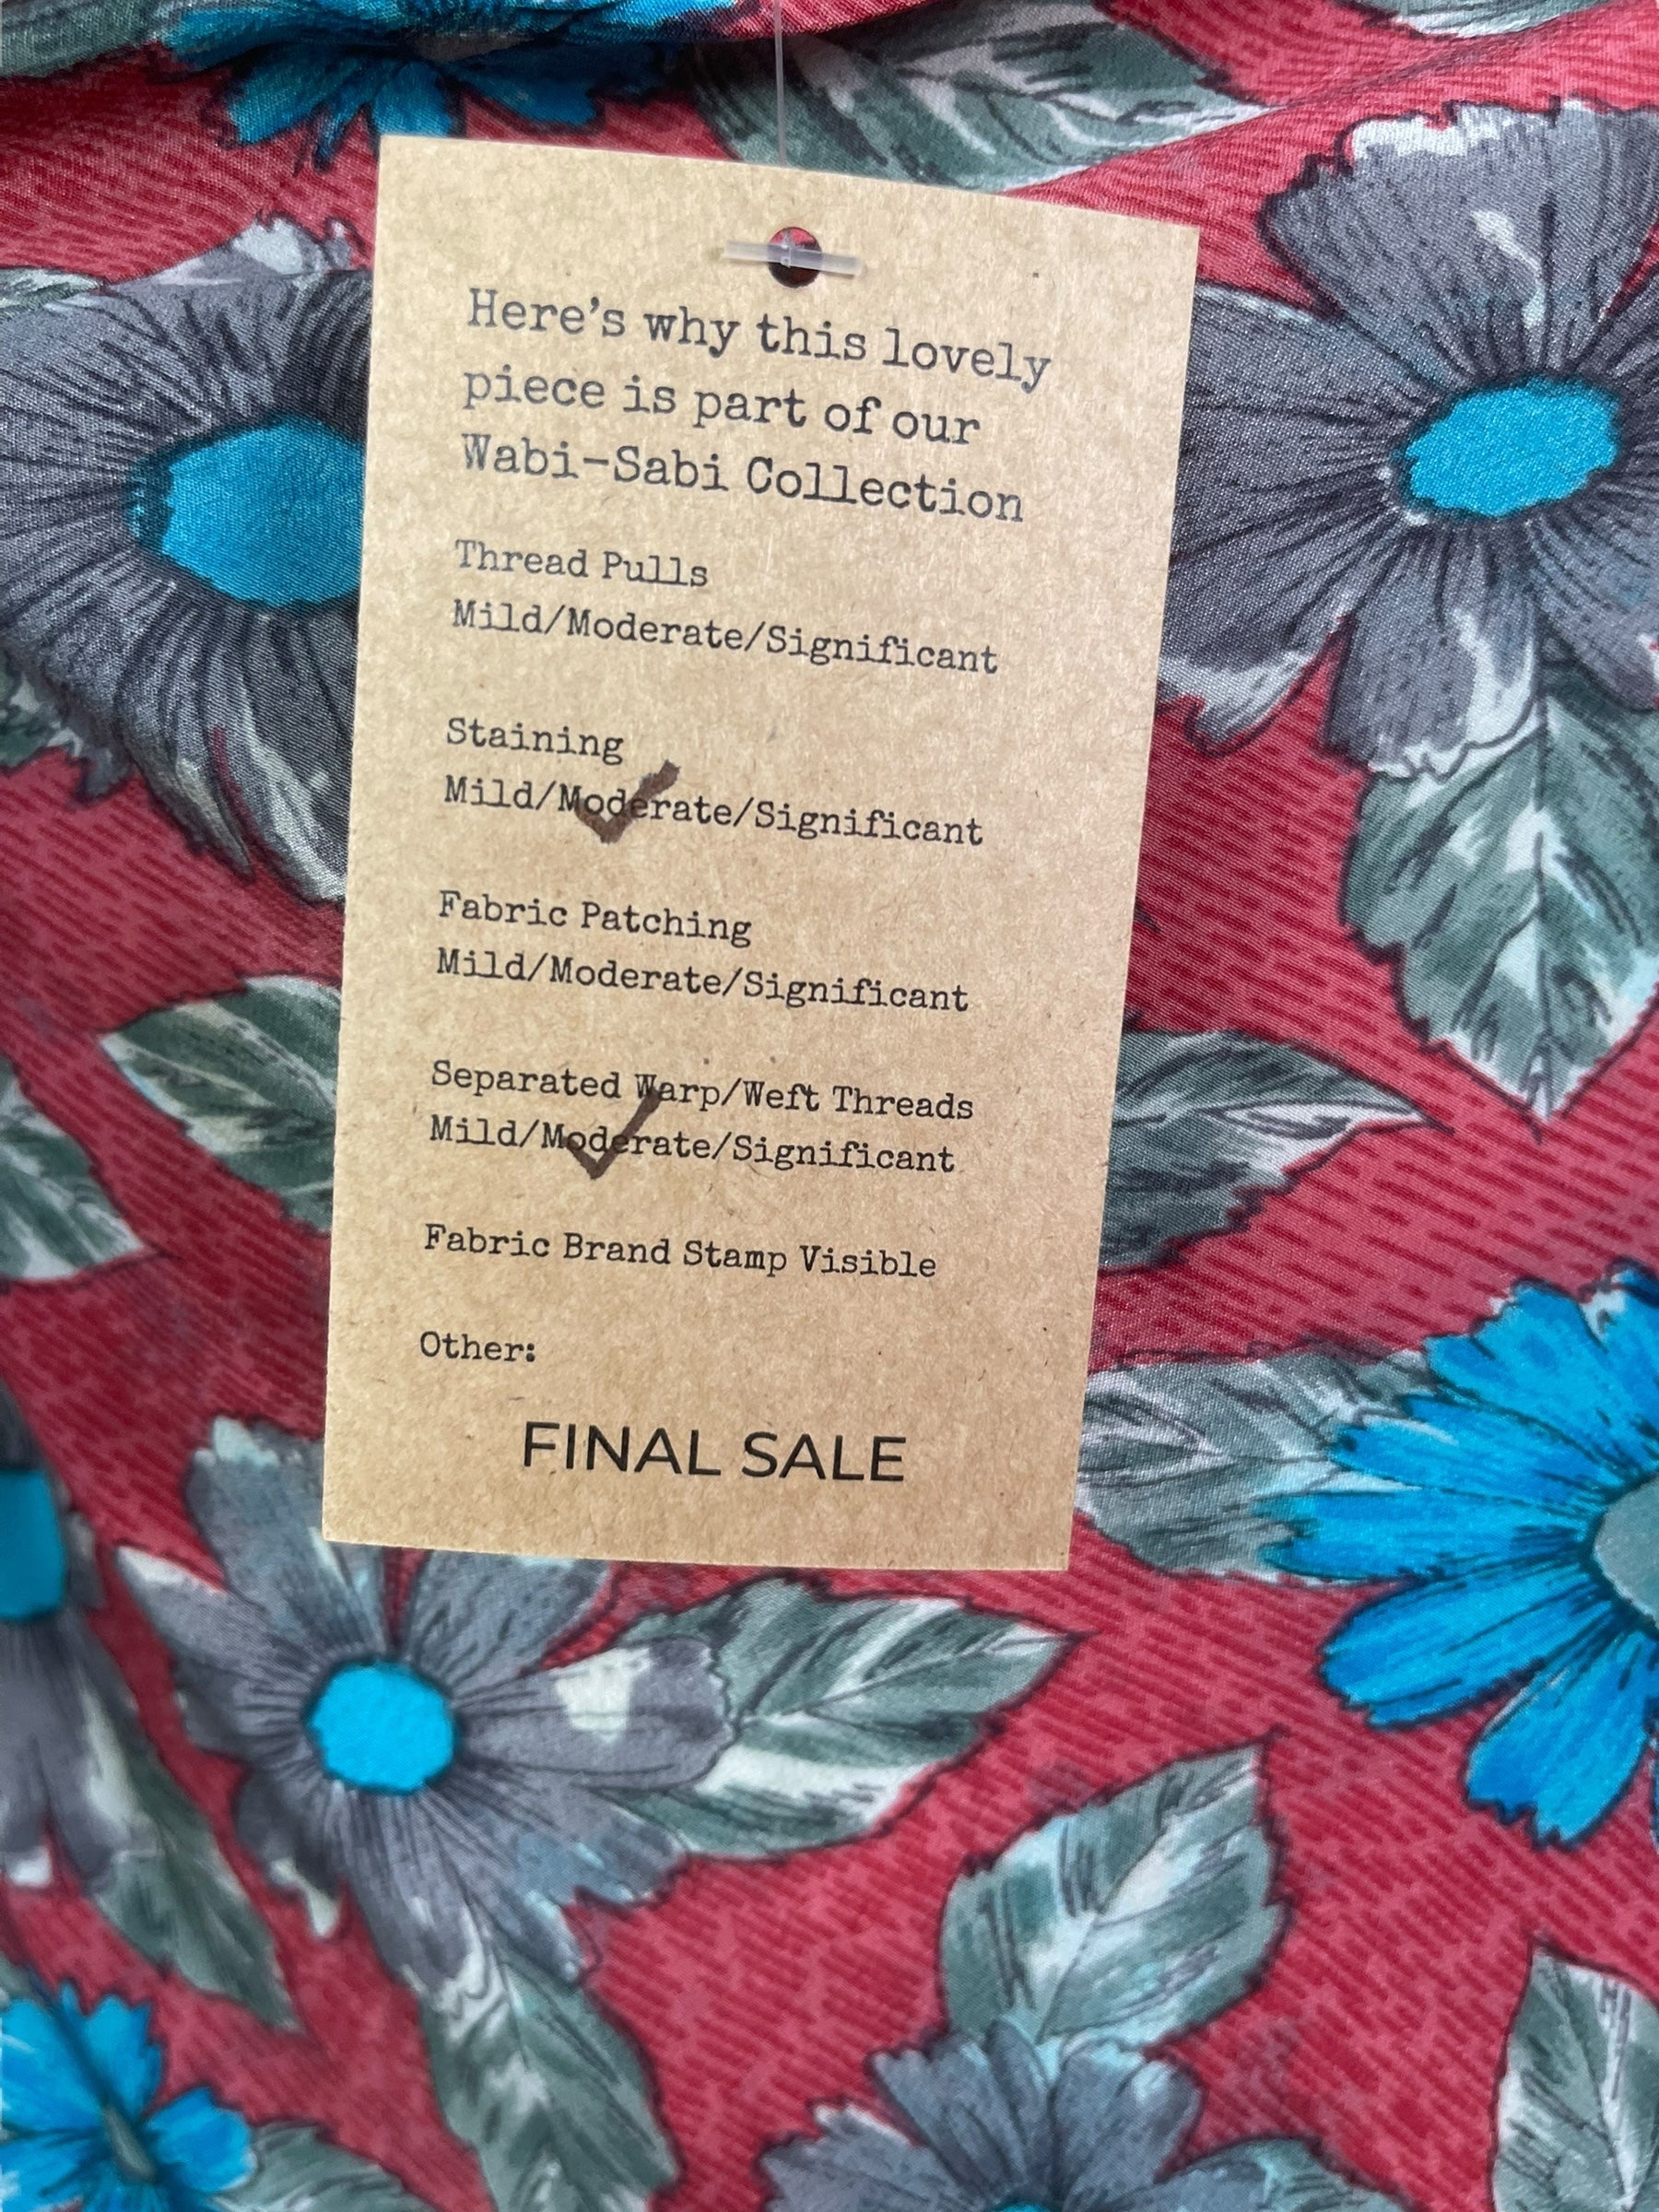 Here’s why this lovely
piece is part of our
Wabi-Sabi Collection
Thread Pulls
Mild/Moderate/Significant
Staining
Mild/Moderate/Significant
Fabric Patching
Mild/Moderate/Significant
Separated Warp/Weft Threads
Mild/Moderate/Significant
Fabric Brand Stamp Visible
Other:
FINAL SALE